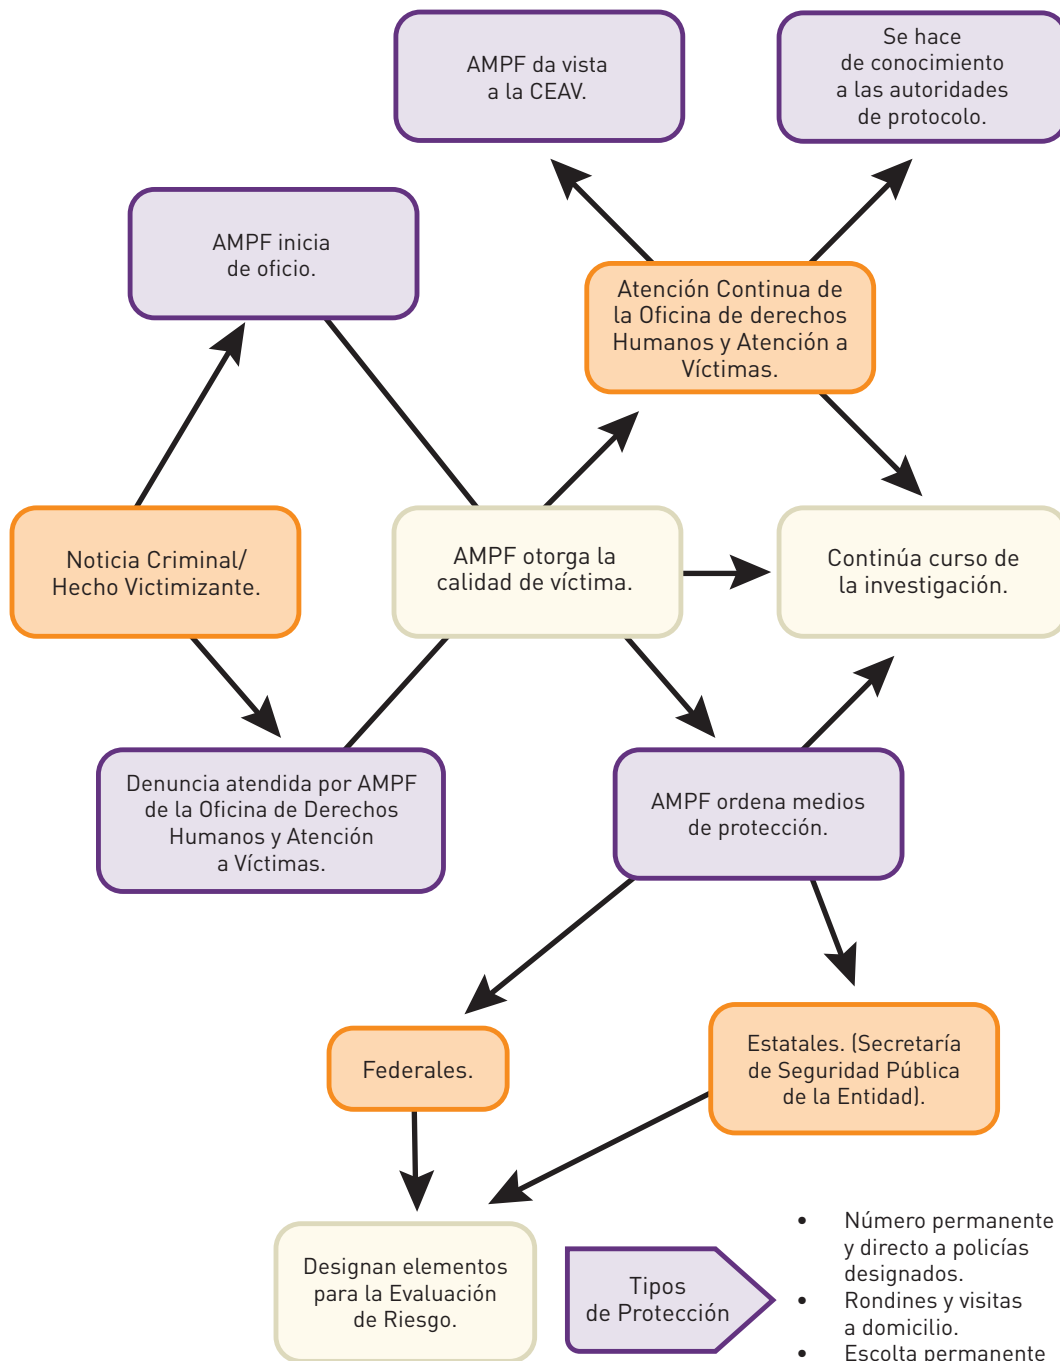 AMPF da vista
a la CEAV.
Se hace
de conocimiento
a las autoridades
de protocolo.
AMPF inicia
de oficio.
Atención Continua de
la Oficina de derechos
Humanos y Atención a
Víctimas.
Noticia Criminal/
Hecho Victimizante.
AMPF otorga la
calidad de víctima.
Continúa curso de
la investigación.
Denuncia atendida por AMPF
de la Oficina de Derechos
Humanos y Atención
a Víctimas.
AMPF ordena medios
de protección.
Federales.
Estatales. (Secretaría
de Seguridad Pública
de la Entidad).
Designan elementos
para la Evaluación
de Riesgo.
Tipos
de Protección
• Número permanente
y directo a policías
designados.
• Rondines y visitas
a domicilio.
• Escolta permanente